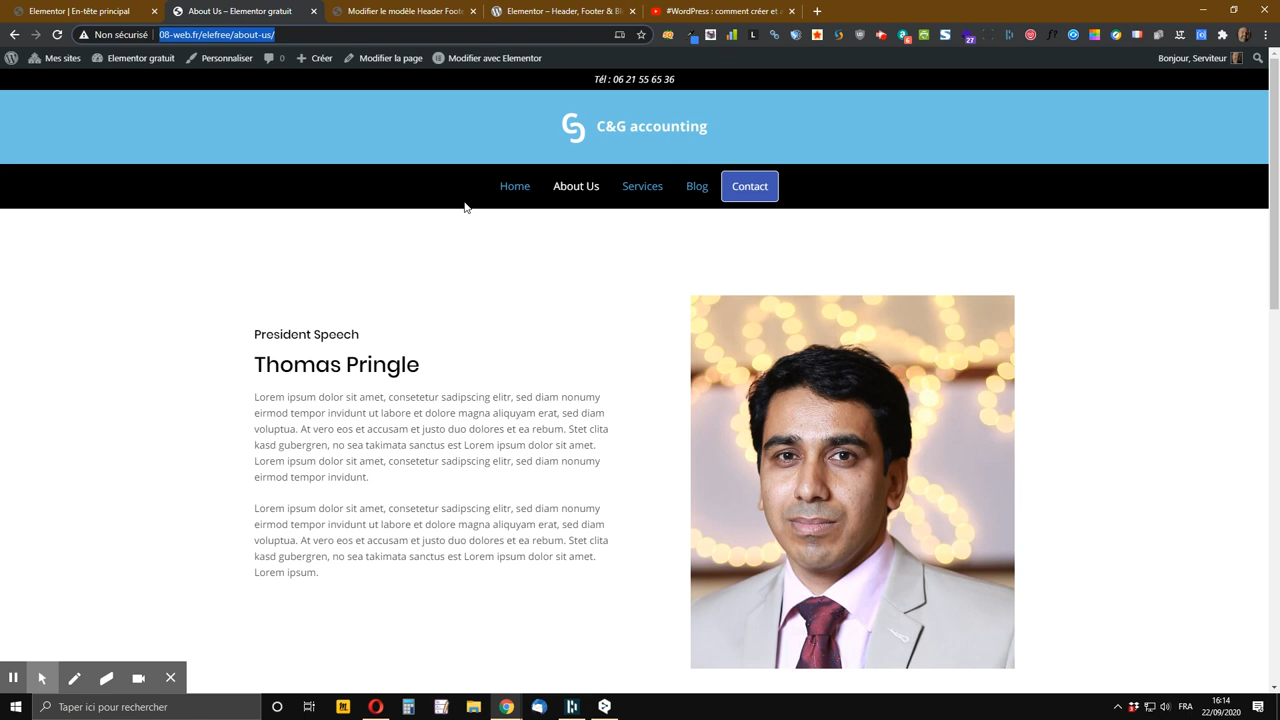 Elementor | En-tête principal
About Us – Elementor gratuit
Modèle Modifier Header Foote
Elementor – Header, Footer & Bl
#WordPress : comment créer et
Non sécurisé
08-web.fr/elefree/about-us/
27
Mes sites
Elementor gratuit
Personnaliser
0
Créer
Modifier la page
Modifier avec Elementor
Bonjour, Serviteur
Tél : 06 21 55 65 36
C&G accounting
Home
About Us
Services
Blog
Contact
President Speech
Thomas Pringle
Lorem ipsum dolor sit amet, consetetur sadipscing elitr, sed diam nonumy
eirmod tempor invidunt ut labore et dolore magna aliquyam erat, sed diam
voluptua. At vero eos et accusam et justo duo dolores et ea rebum. Stet clita
kasd gubergren, no sea takimata sanctus est Lorem ipsum dolor sit amet.
Lorem ipsum dolor sit amet, consetetur sadipscing elitr, sed diam nonumy
eirmod tempor invidunt.
Lorem ipsum dolor sit amet, consetetur sadipscing elitr, sed diam nonumy
eirmod tempor invidunt ut labore et dolore magna aliquyam erat, sed diam
voluptua. At vero eos et accusam et justo duo dolores et ea rebum. Stet clita
kasd gubergren, no sea takimata sanctus est Lorem ipsum dolor sit amet.
Lorem ipsum.
Taper ici pour rechercher
FRA
16:14
22/09/2020